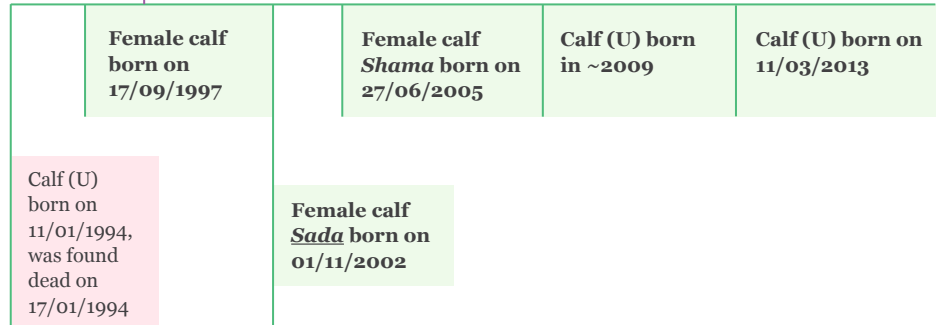 Female calf
born on
17/09/1997
Female calf
Shama born on
27/06/2005
Calf (U) born
in ~2009
Calf (U) born on
11/03/2013
Calf (U)
born on
11/01/1994,
was found
dead on
17/01/1994
Female calf
Sada born on
01/11/2002